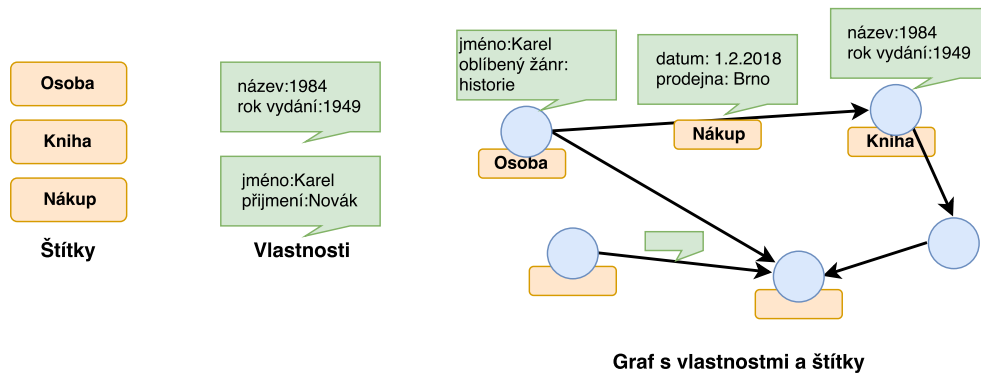 Osoba
Kniha
Nákup
Štítky
název:1984
rok vydání:1949
jméno:Karel
přijmení:Novák
Vlastnosti
jméno:Karel
oblíbený žánr:
historie
datum: 1.2.2018
prodejna: Brno
název:1984
rok vydání:1949
Osoba
Nákup
Kniha
Graf s vlastnostmi a štítky